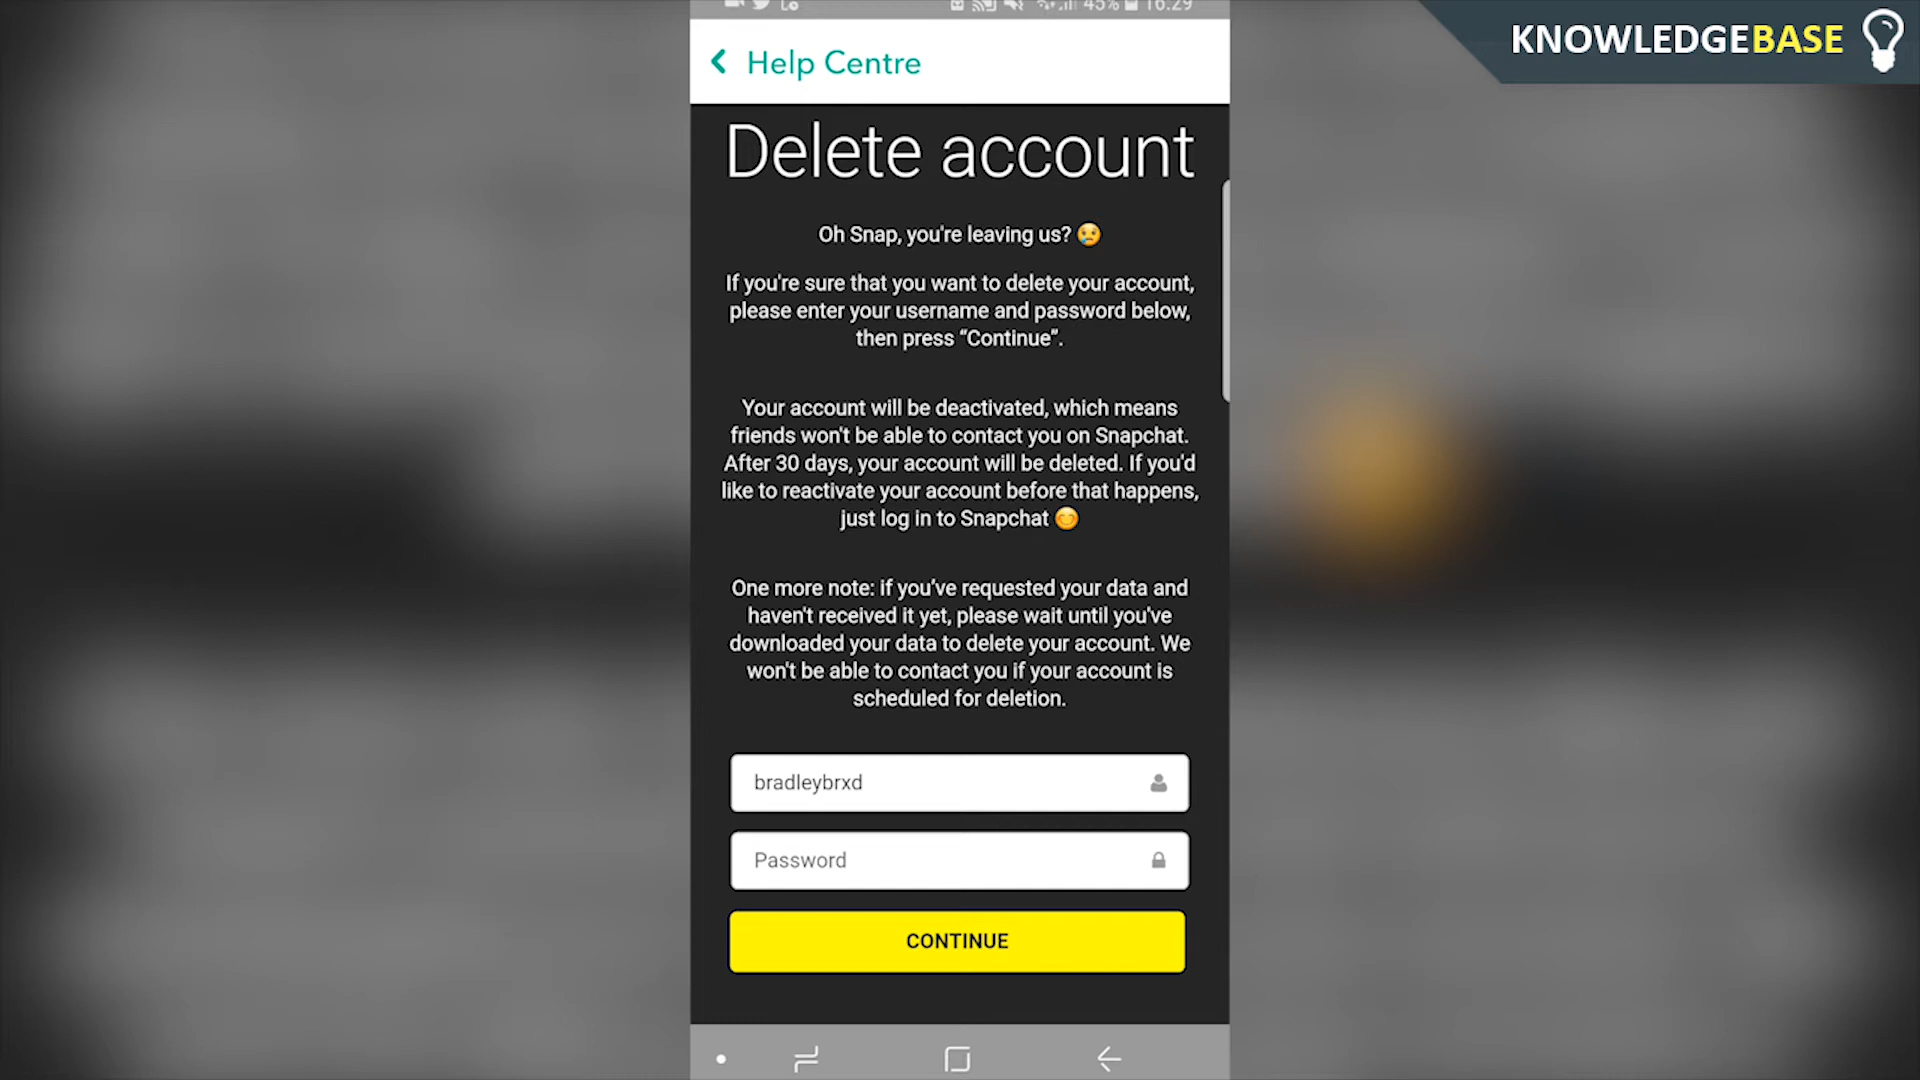 45% 16.29
KNOWLEDGEBASE
Help Centre
Delete account
Oh Snap, you're leaving us? 😢
If you're sure that you want to delete your account,
please enter your username and password below,
then press “Continue”.
Your account will be deactivated, which means
friends won't be able to contact you on Snapchat.
After 30 days, your account will be deleted. If you'd
like to reactivate your account before that happens,
just log in to Snapchat 😊
One more note: if you’ve requested your data and
haven't received it yet, please wait until you've
downloaded your data to delete your account. We
won't be able to contact you if your account is
scheduled for deletion.
bradleybrxd
Password
CONTINUE